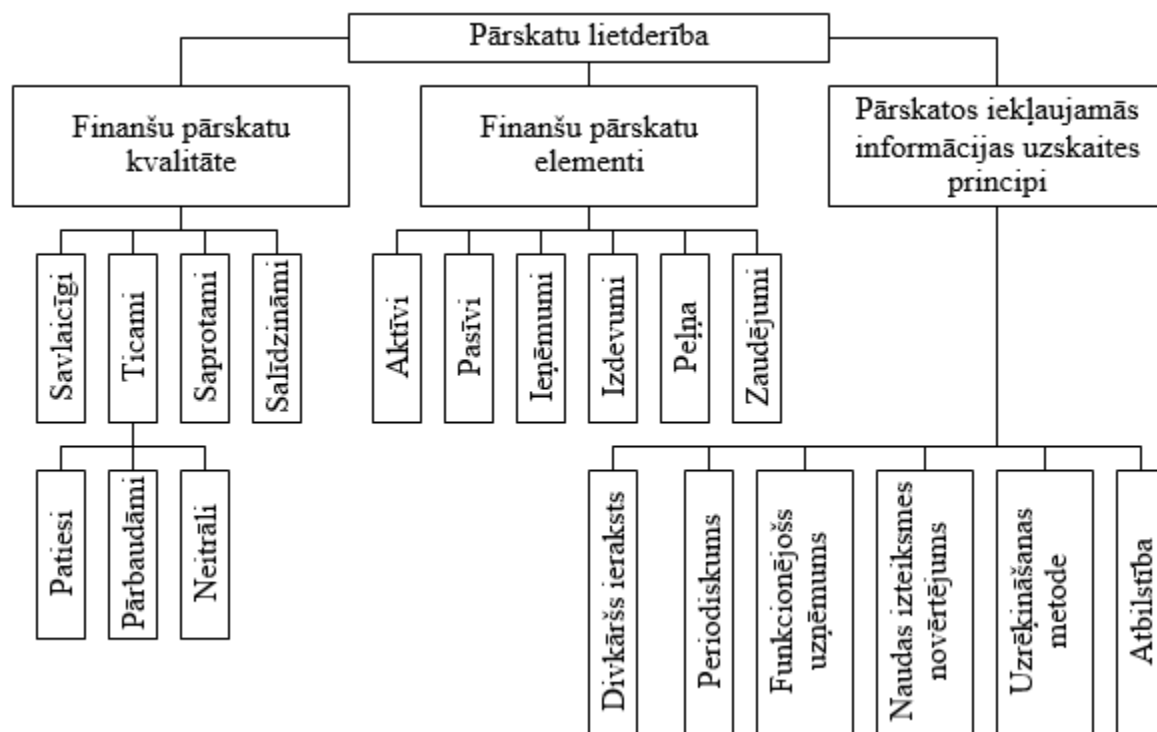 Pārskatu lietderība
Finanšu pārskatu
kvalitāte
Finanšu pārskatu
elementi
Pārskatos iekļaujamās
informācijas uzskaites
principi
Savlaicīgi
Ticami
Saprotami
Salīdzināmi
Aktīvi
Pasīvi
Ieņēmumi
Izdevumi
Peļņa
Zaudējumi
Patiesi
Pārbaudāmi
Neitrāli
Divkāršs ieraksts
Periodiskums
Funkcionējošs
uzņēmums
Naudas izteiksmes
novērtējums
Uzrēķināšanas
metode
Atbilstība